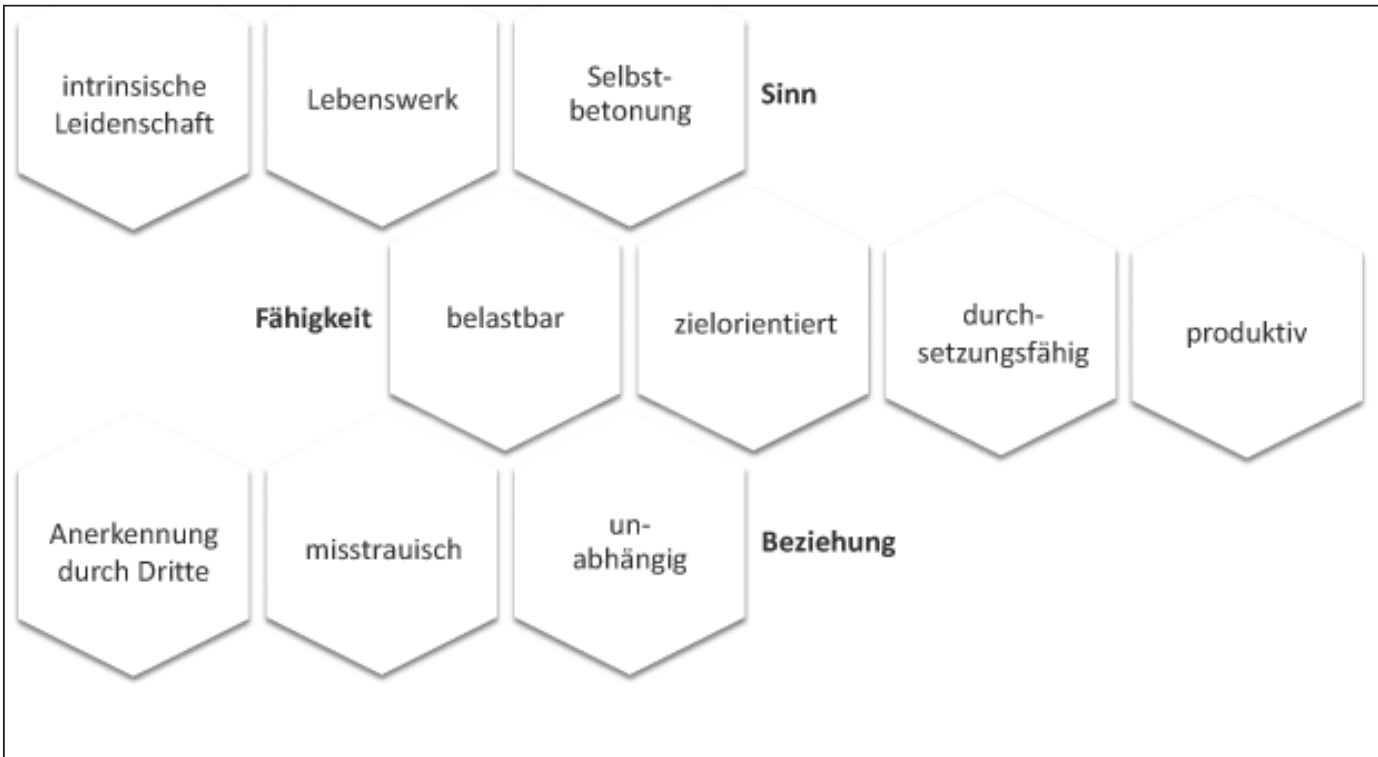 intrinsische
Leidenschaft
Lebenswerk
Selbst-
betonung
Sinn
Fähigkeit
belastbar
zielorientiert
durch-
setzungsfähig
produktiv
Anerkennung
durch Dritte
misstrauisch
un-
abhängig
Beziehung